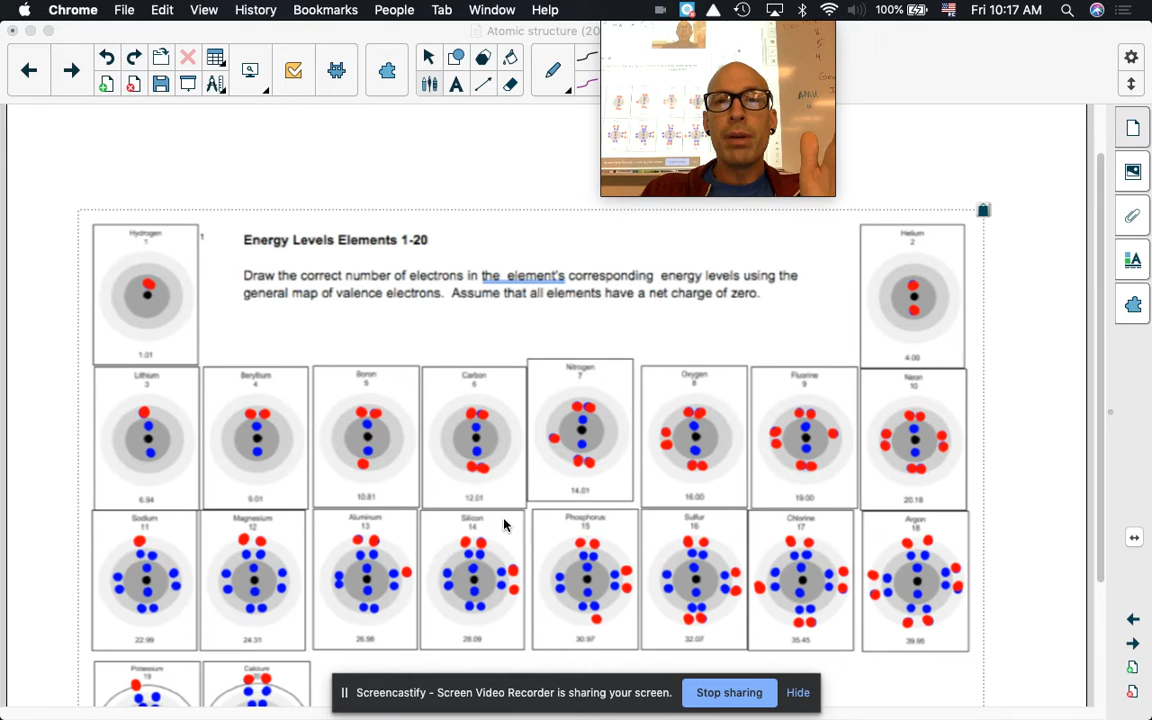 Chrome File Edit View History Bookmarks People Tab Window Help 100% Fri 10:17 AM
Atomic structure (20
AMU
Hydrogen
1
1
1.01
Energy Levels Elements 1-20
Draw the correct number of electrons in the element's corresponding energy levels using the
general map of valence electrons. Assume that all elements have a net charge of zero.
Helium
2
4.00
Lithium
3
6.94
Beryllium
4
9.01
Boron
5
10.81
Carbon
6
12.01
Nitrogen
7
14.01
Oxygen
8
16.00
Fluorine
9
19.00
Neon
10
20.18
Sodium
11
22.99
Magnesium
12
24.31
Aluminum
13
26.98
Silicon
14
28.09
Phosphorus
15
30.97
Sulfur
16
32.07
Chlorine
17
35.45
Argon
18
39.95
Potassium
19
Calcium
20
Screencastify - Screen Video Recorder is sharing your screen. Stop sharing Hide